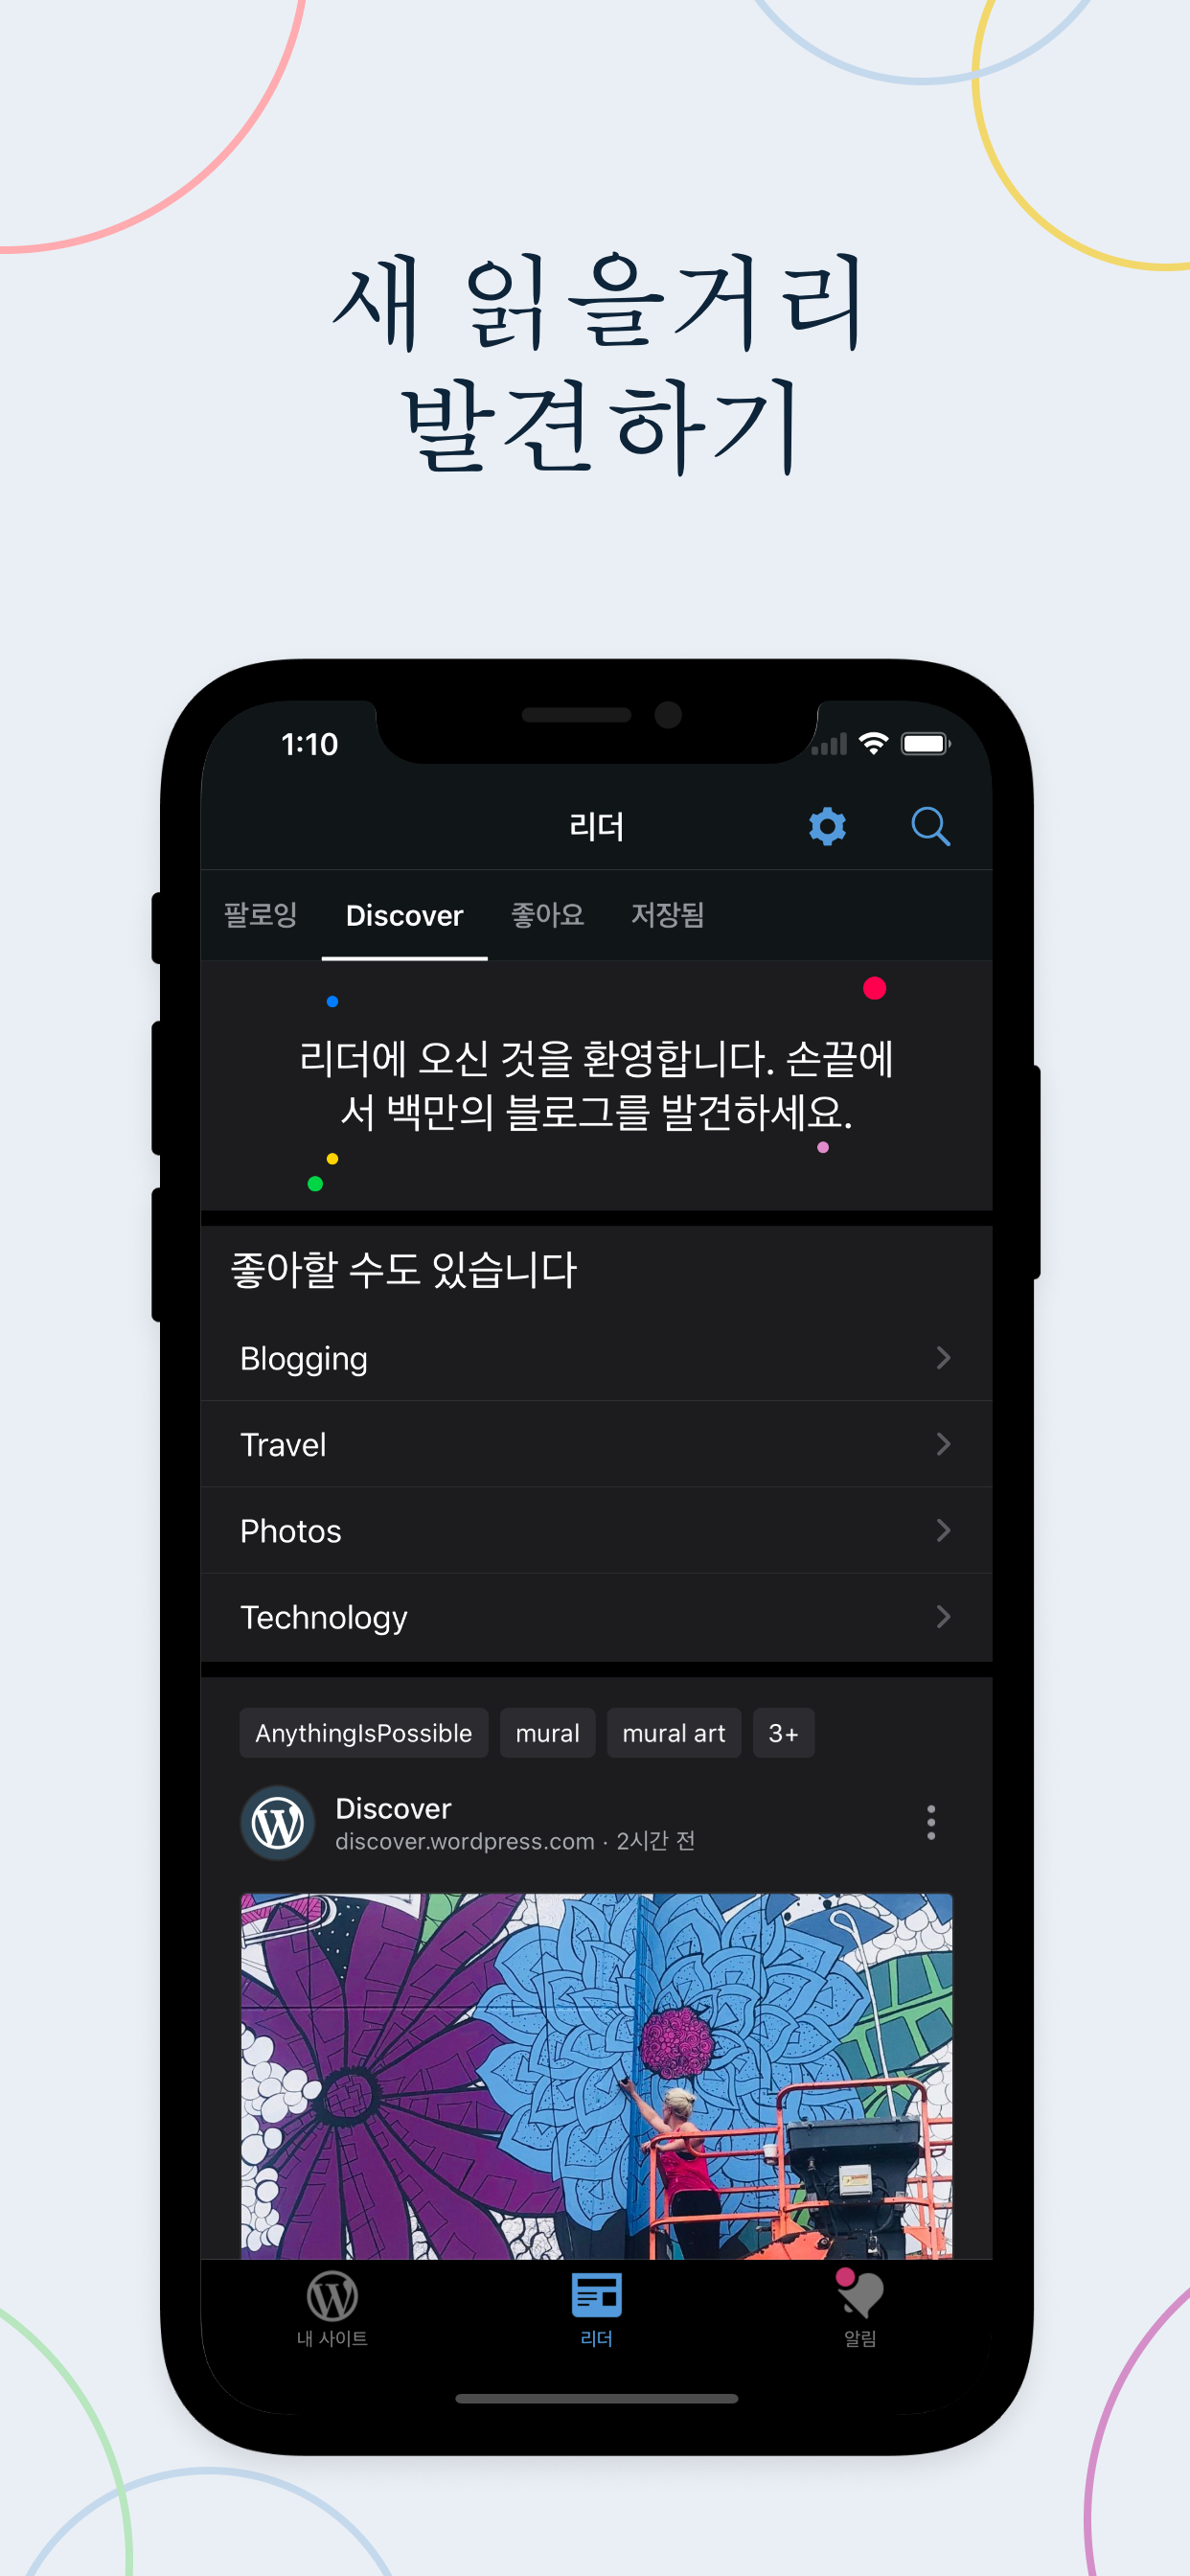 새 읽을거리
발견하기
1:10
리더
팔로잉 Discover 좋아요 저장됨
리더에 오신 것을 환영합니다. 손끝에
서 백만의 블로그를 발견하세요.
좋아할 수도 있습니다
Blogging
Travel
Photos
Technology
AnythingIsPossible mural mural art 3+
Discover
discover.wordpress.com · 2시간 전
내 사이트 리더 알림